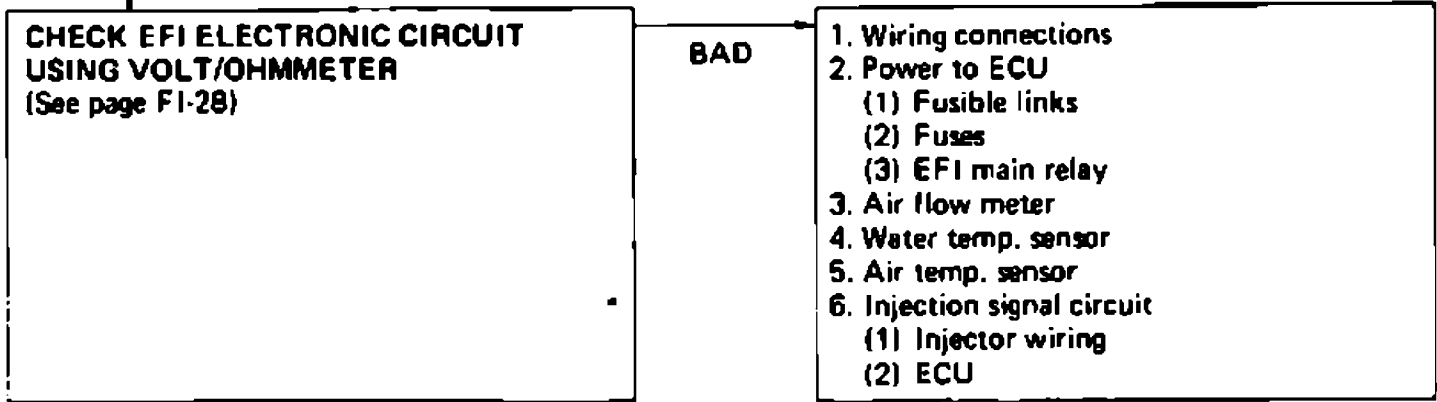 CHECK EFI ELECTRONIC CIRCUIT
USING VOLT/OHMMETER
(See page FI-28)
BAD
1. Wiring connections
2. Power to ECU
(1) Fusible links
(2) Fuses
(3) EFI main relay
3. Air flow meter
4. Water temp. sensor
5. Air temp. sensor
6. Injection signal circuit
(1) Injector wiring
(2) ECU